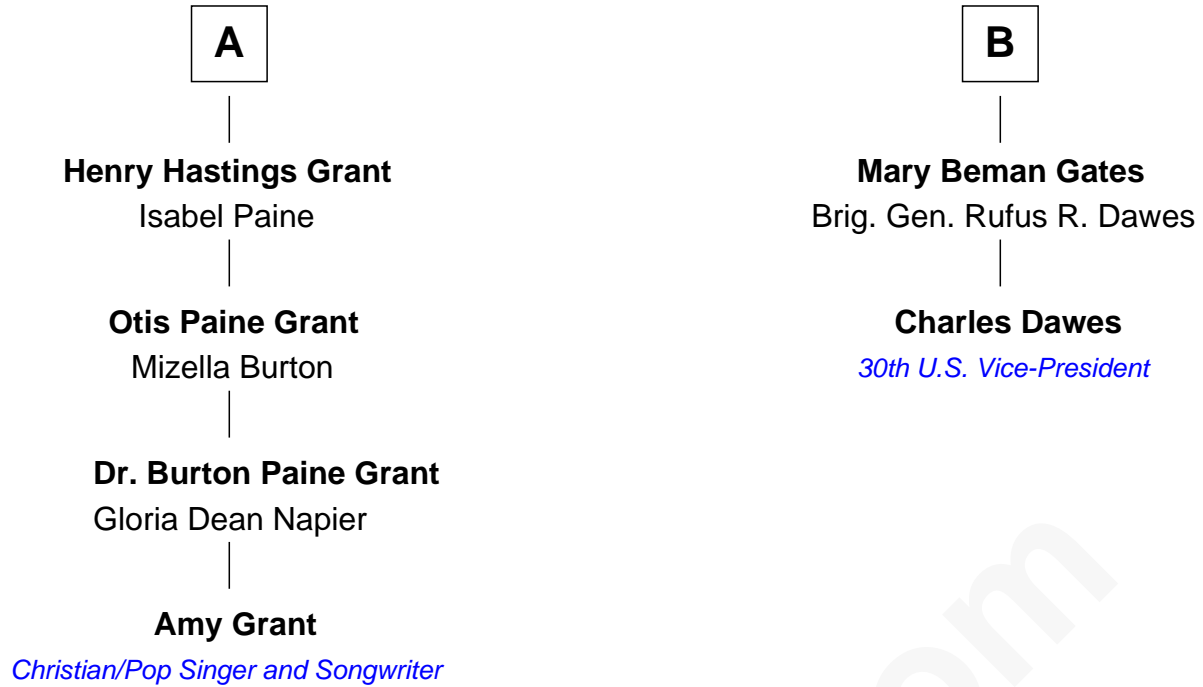 A
Henry Hastings Grant
Isabel Paine
Otis Paine Grant
Mizella Burton
Dr. Burton Paine Grant
Gloria Dean Napier
Amy Grant
Christian/Pop Singer and Songwriter
B
Mary Beman Gates
Brig. Gen. Rufus R. Dawes
Charles Dawes
30th U.S. Vice-President
om